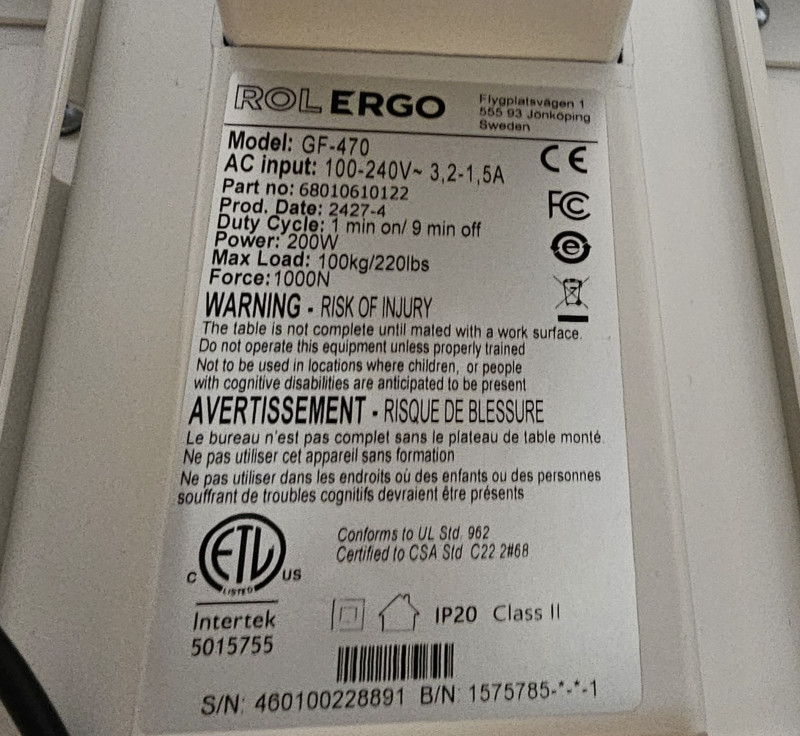 ROL ERGO
Flygplatsvägen 1
555 93 Jönköping
Sweden
Model: GF-470
AC input: 100-240V~ 3,2-1,5A
Part no: 68010610122
Prod. Date: 2427-4
Duty Cycle: 1 min on/ 9 min off
Power: 200W
Max Load: 100kg/220lbs
Force: 1000N
CE
FC
e
WARNING - RISK OF INJURY
The table is not complete until mated with a work surface.
Do not operate this equipment unless properly trained
Not to be used in locations where children, or people
with cognitive disabilities are anticipated to be present
AVERTISSEMENT - RISQUE DE BLESSURE
Le bureau n'est pas complet sans le plateau de table monté.
Ne pas utiliser cet appareil sans formation
Ne pas utiliser dans les endroits où des enfants ou des personnes
souffrant de troubles cognitifs devraient être présents
C ETL US
LISTED
Intertek
5015755
Conforms to UL Std. 962
Certified to CSA Std C22 2#68
IP20 Class II
S/N: 460100228891 B/N: 1575785-*-*-1